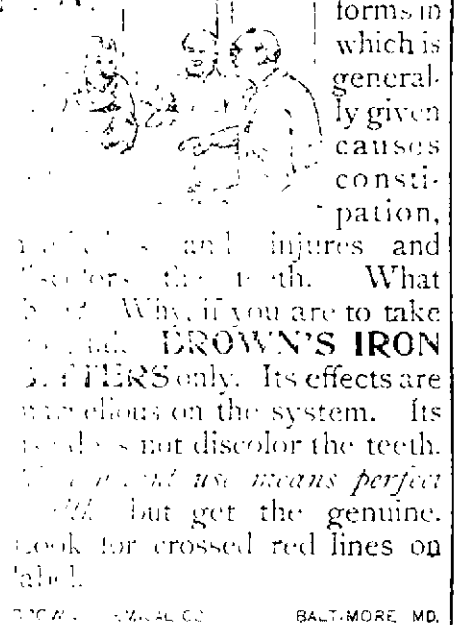 forms in
which is
general-
ly given
causes
consti-
pation,
and injures and
the teeth. What
Why, if you are to take
BROWN'S IRON
BITTERS only. Its effects are
marvellous on the system. Its
not discolor the teeth.
use means perfect
but get the genuine.
Look for crossed red lines on
label.
BALTIMORE MD.